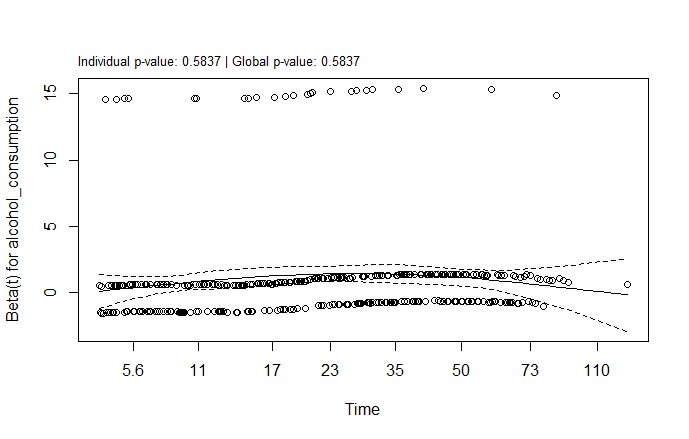 Individual p-value: 0.5837 | Global p-value: 0.5837
Beta(t) for alcohol_consumption
15
10
5
0
5.6 11 17 23 35 50 73 110
Time